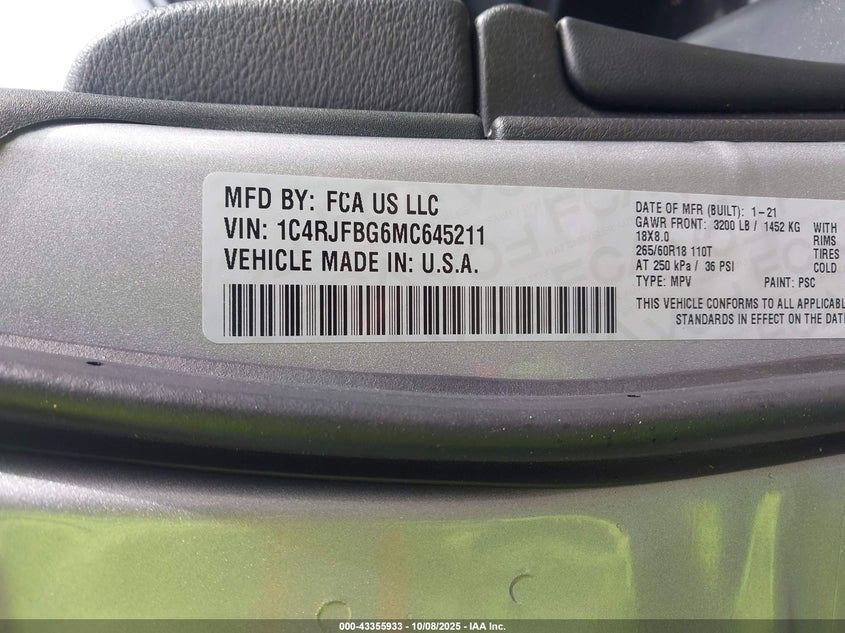 MFD BY: FCA US LLC
VIN: 1C4RJFBG6MC645211
VEHICLE MADE IN: U.S.A.
DATE OF MFR (BUILT): 1-21
GAWR FRONT: 3200 LB / 1452 KG WITH
18X8.0 RIMS
265/60R18 110T TIRES
AT 250 kPa / 36 PSI COLD
TYPE: MPV PAINT: PSC
THIS VEHICLE CONFORMS TO ALL APPLICABL
STANDARDS IN EFFECT ON THE DAT
000-43355933 - 10/08/2025 - IAA Inc.